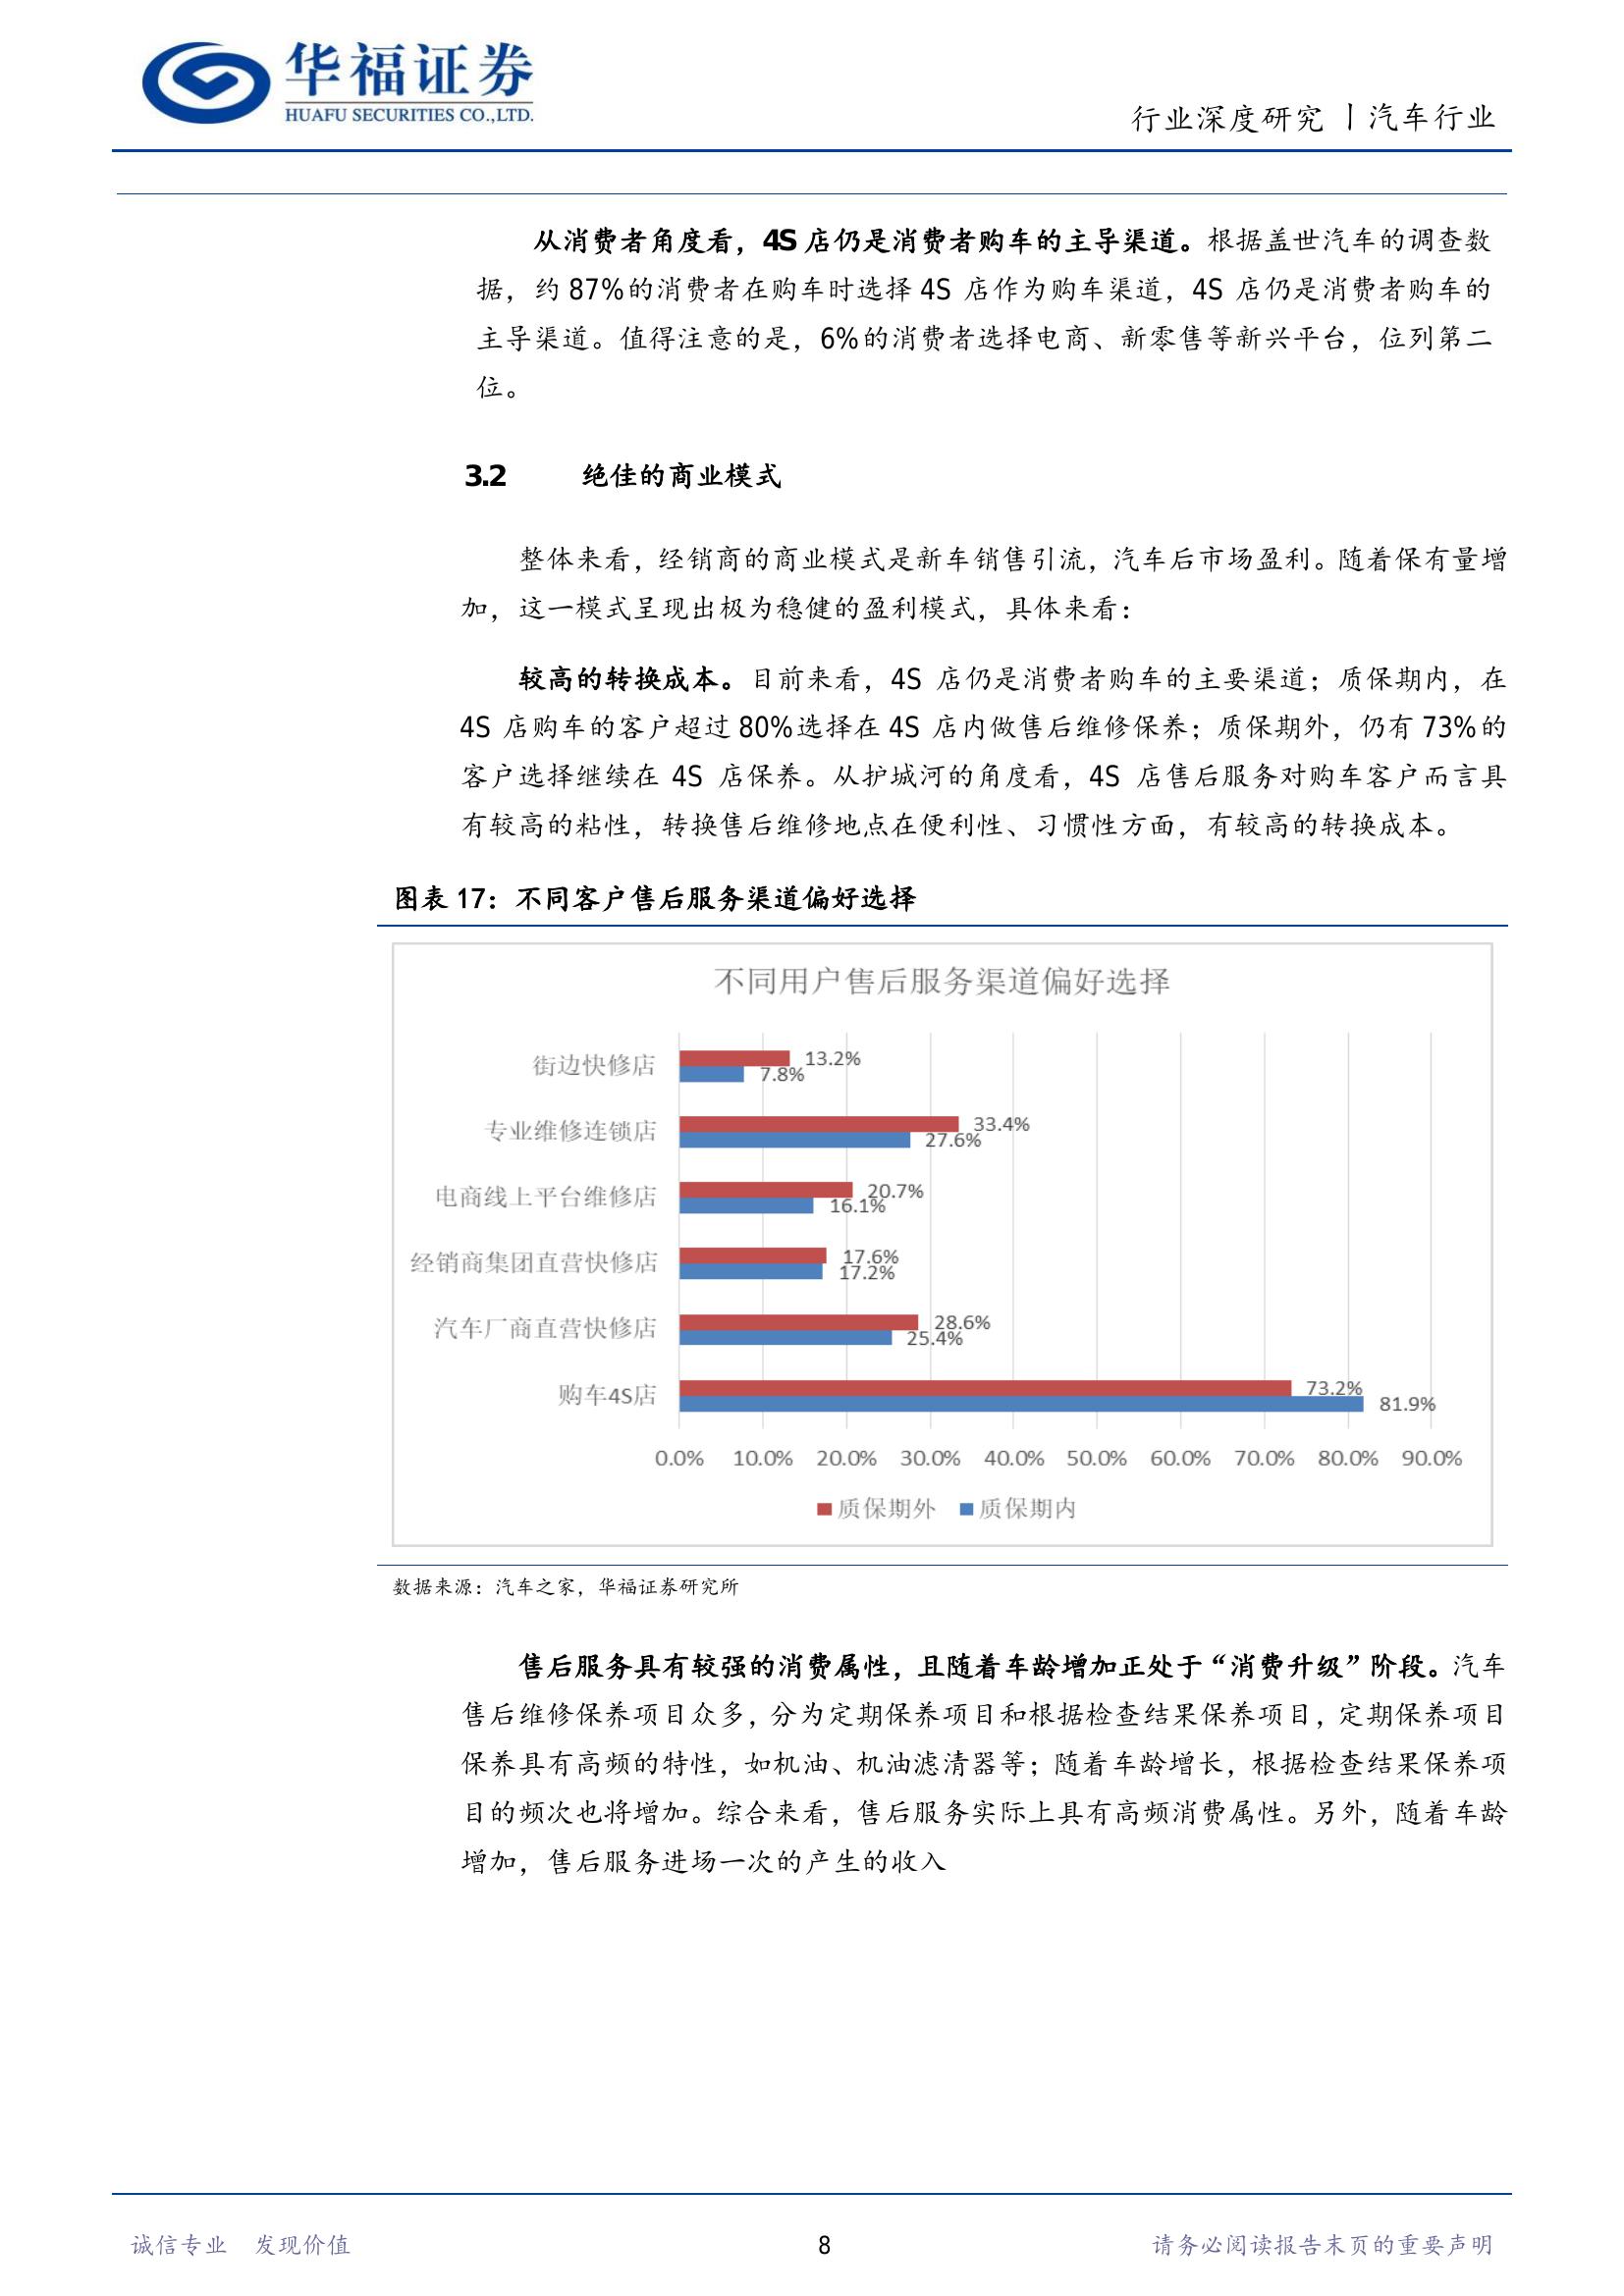 华福证券
HUAFU SECURITIES CO.,LTD.
行业深度研究丨汽车行业
从消费者角度看，4S 店仍是消费者购车的主导渠道。根据盖世汽车的调查数
据，约 87%的消费者在购车时选择 4S 店作为购车渠道，4S 店仍是消费者购车的
主导渠道。值得注意的是，6%的消费者选择电商、新零售等新兴平台，位列第二
位。
3.2 绝佳的商业模式
整体来看，经销商的商业模式是新车销售引流，汽车后市场盈利。随着保有量增
加，这一模式呈现出极为稳健的盈利模式，具体来看：
较高的转换成本。目前来看，4S 店仍是消费者购车的主要渠道；质保期内，在
4S 店购车的客户超过 80%选择在 4S 店内做售后维修保养；质保期外，仍有 73%的
客户选择继续在 4S 店保养。从护城河的角度看，4S 店售后服务对购车客户而言具
有较高的粘性，转换售后维修地点在便利性、习惯性方面，有较高的转换成本。
图表 17：不同客户售后服务渠道偏好选择
不同用户售后服务渠道偏好选择
街边快修店 13.2%
7.8%
专业维修连锁店 33.4%
27.6%
电商线上平台维修店 20.7%
16.1%
经销商集团直营快修店 17.6%
17.2%
汽车厂商直营快修店 28.6%
25.4%
购车4S店 73.2%
81.9%
0.0% 10.0% 20.0% 30.0% 40.0% 50.0% 60.0% 70.0% 80.0% 90.0%
质保期外 质保期内
数据来源：汽车之家，华福证券研究所
售后服务具有较强的消费属性，且随着车龄增加正处于“消费升级”阶段。汽车
售后维修保养项目众多，分为定期保养项目和根据检查结果保养项目，定期保养项目
保养具有高频的特性，如机油、机油滤清器等；随着车龄增长，根据检查结果保养项
目的频次也将增加。综合来看，售后服务实际上具有高频消费属性。另外，随着车龄
增加，售后服务进场一次的产生的收入
诚信专业 发现价值 8 请务必阅读报告末页的重要声明